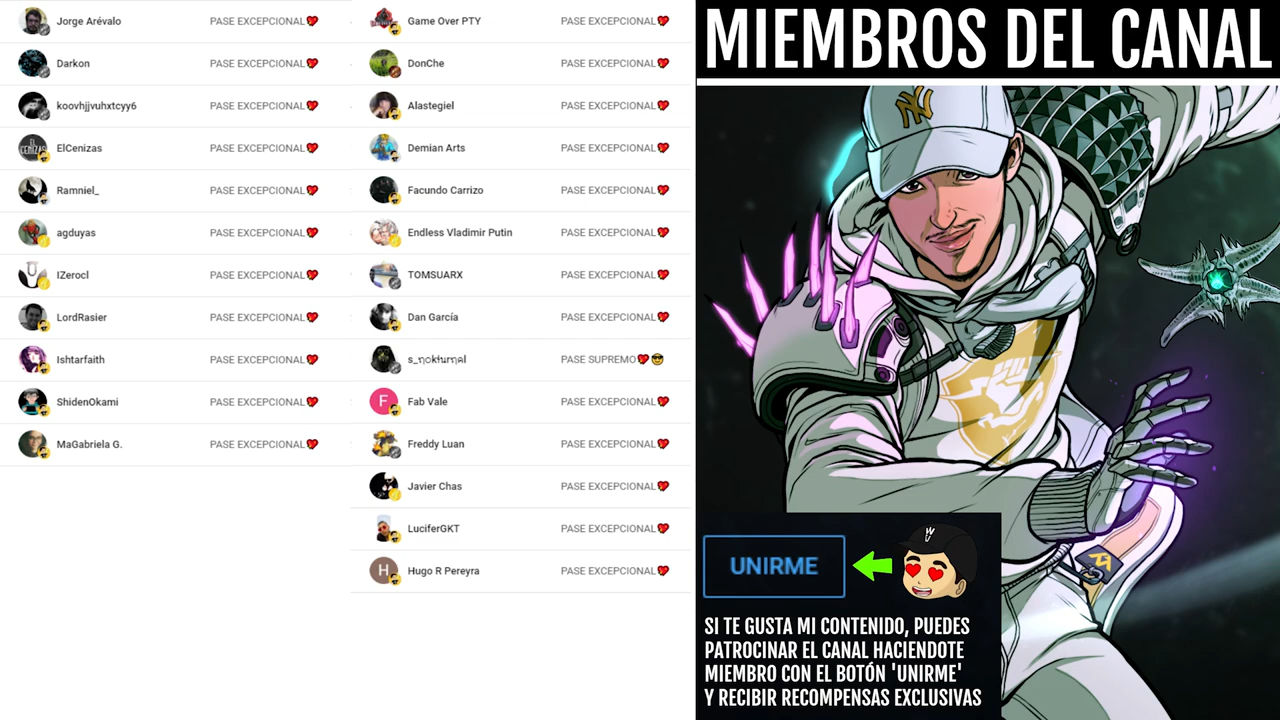 Jorge Arévalo PASE EXCEPCIONAL
Darkon PASE EXCEPCIONAL
koovhjjvuhxtcyy6 PASE EXCEPCIONAL
ElCenizas PASE EXCEPCIONAL
Ramniel_ PASE EXCEPCIONAL
agduyas PASE EXCEPCIONAL
IZerocl PASE EXCEPCIONAL
LordRasier PASE EXCEPCIONAL
Ishtarfaith PASE EXCEPCIONAL
ShidenOkami PASE EXCEPCIONAL
MaGabriela G. PASE EXCEPCIONAL
Game Over PTY PASE EXCEPCIONAL
DonChe PASE EXCEPCIONAL
Alastegiel PASE EXCEPCIONAL
Demian Arts PASE EXCEPCIONAL
Facundo Carrizo PASE EXCEPCIONAL
Endless Vladimir Putin PASE EXCEPCIONAL
TOMSUARX PASE EXCEPCIONAL
Dan García PASE EXCEPCIONAL
PASE SUPREMO
F Fab Vale PASE EXCEPCIONAL
Freddy Luan PASE EXCEPCIONAL
Javier Chas PASE EXCEPCIONAL
LuciferGKT PASE EXCEPCIONAL
H Hugo R Pereyra PASE EXCEPCIONAL
MIEMBROS DEL CANAL
NY
UNIRME
SI TE GUSTA MI CONTENIDO, PUEDES
PATROCINAR EL CANAL HACIENDOTE
MIEMBRO CON EL BOTÓN 'UNIRME'
Y RECIBIR RECOMPENSAS EXCLUSIVAS